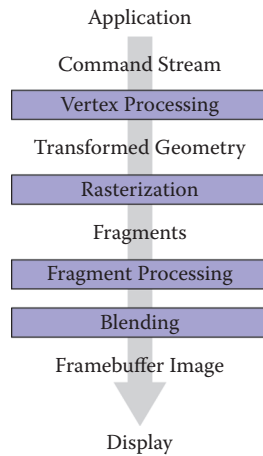 Application
Command Stream
Vertex Processing
Transformed Geometry
Rasterization
Fragments
Fragment Processing
Blending
Framebuffer Image
Display